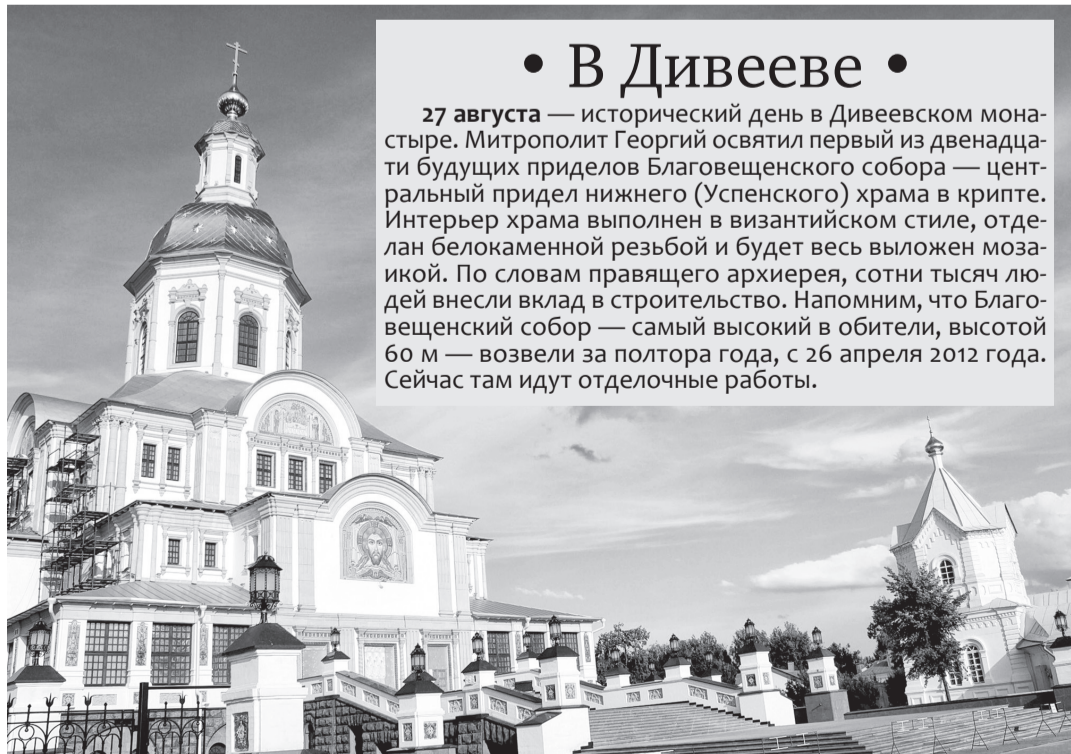 • В Дивееве •
27 августа — исторический день в Дивеевском мона-
стыре. Митрополит Георгий освятил первый из двенадца-
ти будущих приделов Благовещенского собора — цент-
ральный придел нижнего (Успенского) храма в крипте.
Интерьер храма выполнен в византийском стиле, отде-
лан белокаменной резьбой и будет весь выложен моза-
икой. По словам правящего архиерея, сотни тысяч лю-
дей внесли вклад в строительство. Напомним, что Благо-
вещенский собор — самый высокий в обители, высотой
60 м — возвели за полтора года, с 26 апреля 2012 года.
Сейчас там идут отделочные работы.